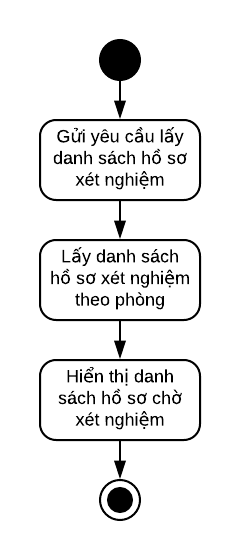 Gửi yêu cầu lấy
danh sách hồ sơ
xét nghiệm
Lấy danh sách
hồ sơ xét nghiệm
theo phòng
Hiển thị danh
sách hồ sơ chờ
xét nghiệm